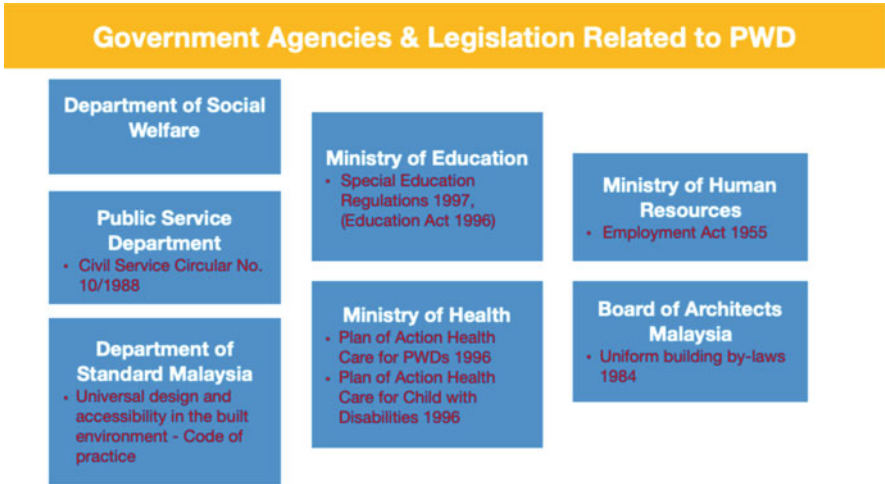 Government Agencies & Legislation Related to PWD
Department of Social
Welfare
Public Service
Department
• Civil Service Circular No.
10/1988
Department of
Standard Malaysia
• Universal design and
accessibility in the built
environment - Code of
practice
Ministry of Education
• Special Education
Regulations 1997,
(Education Act 1996)
Ministry of Health
• Plan of Action Health
Care for PWDs 1996
• Plan of Action Health
Care for Child with
Disabilities 1996
Ministry of Human
Resources
• Employment Act 1955
Board of Architects
Malaysia
• Uniform building by-laws
1984